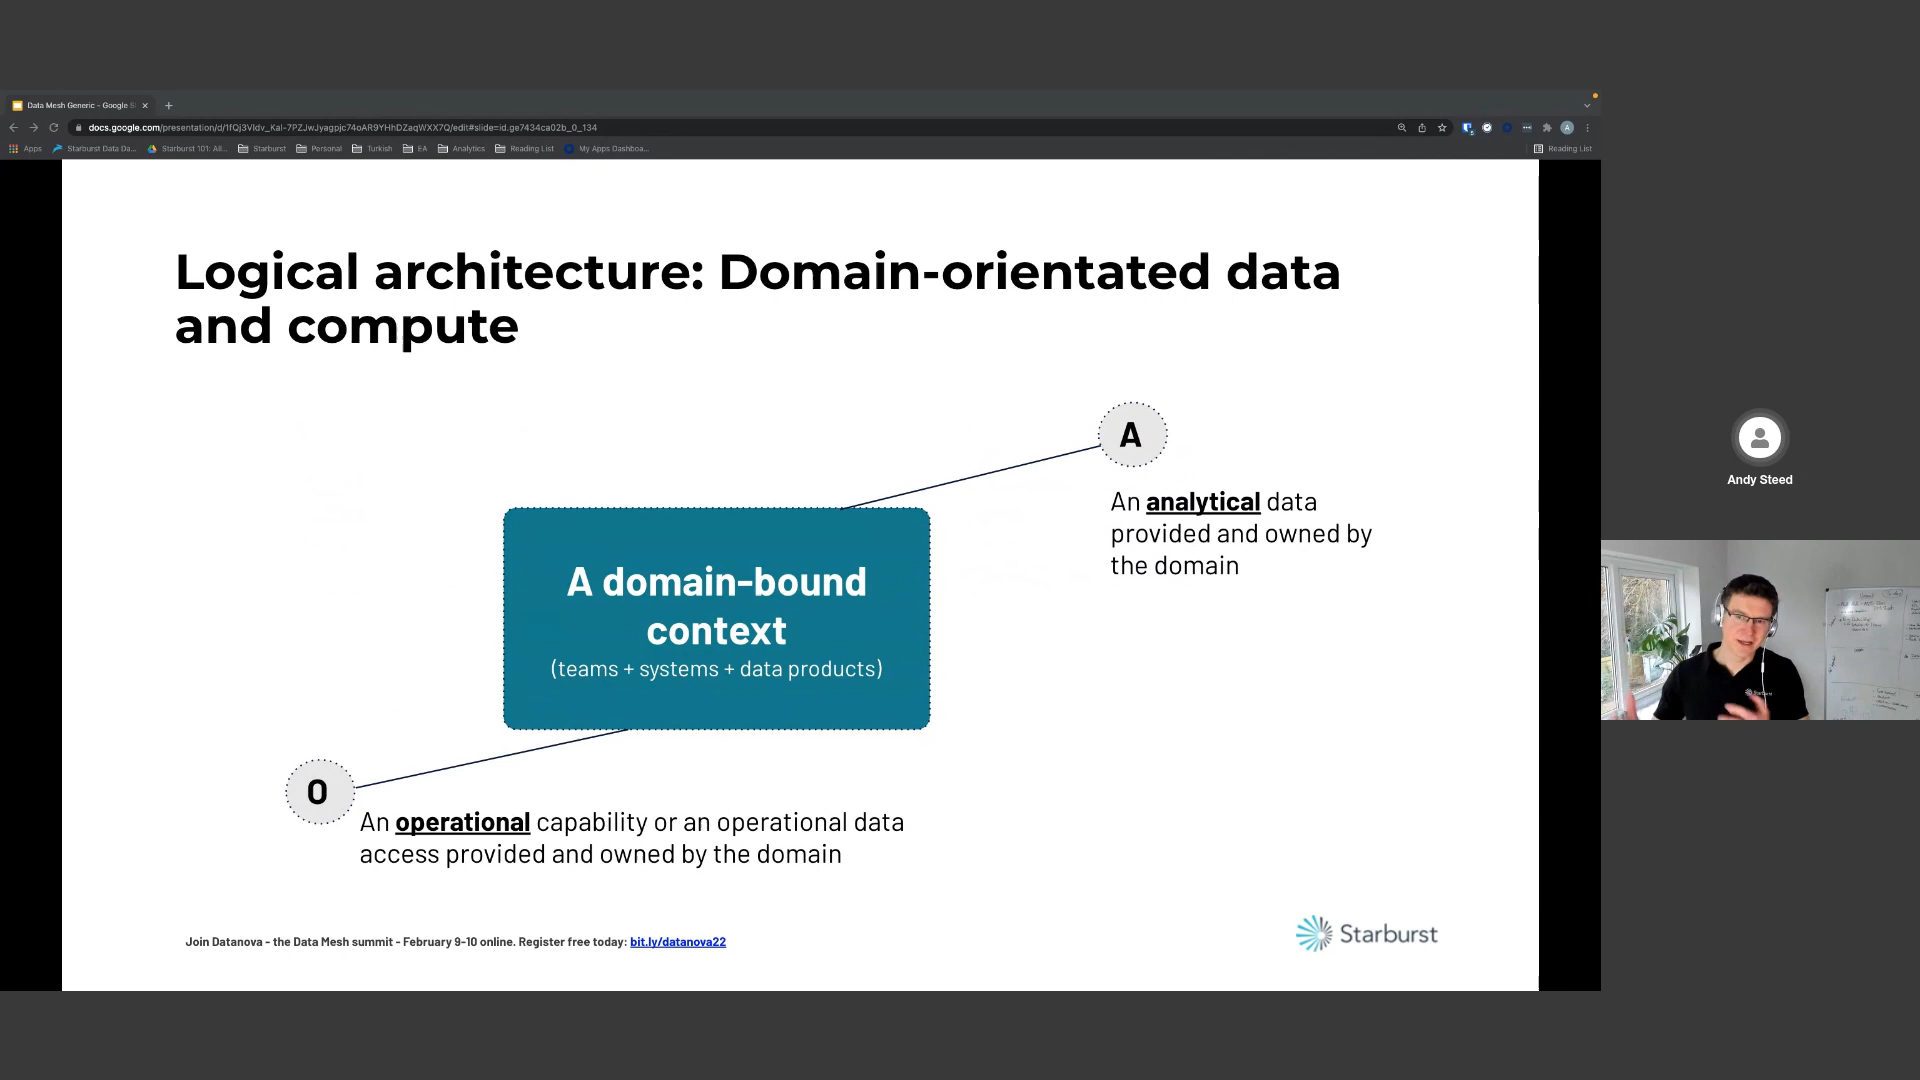 Data Mesh Generic - Google S
docs.google.com/presentation/d/1fQj3Vldv_Kal-7PZJwJyagpjc74oAR9YHhDZaqWXX7Q/edit#slide=id.ge7434ca02b_0_134
Apps Starburst Data Da... Starburst 101: All... Starburst Personal Turkish EA Analytics Reading List My Apps Dashboa... Reading List
Logical architecture: Domain-orientated data
and compute
A
An analytical data
provided and owned by
the domain
A domain-bound
context
(teams + systems + data products)
O
An operational capability or an operational data
access provided and owned by the domain
Join Datanova - the Data Mesh summit - February 9-10 online. Register free today: bit.ly/datanova22
Starburst
Andy Steed